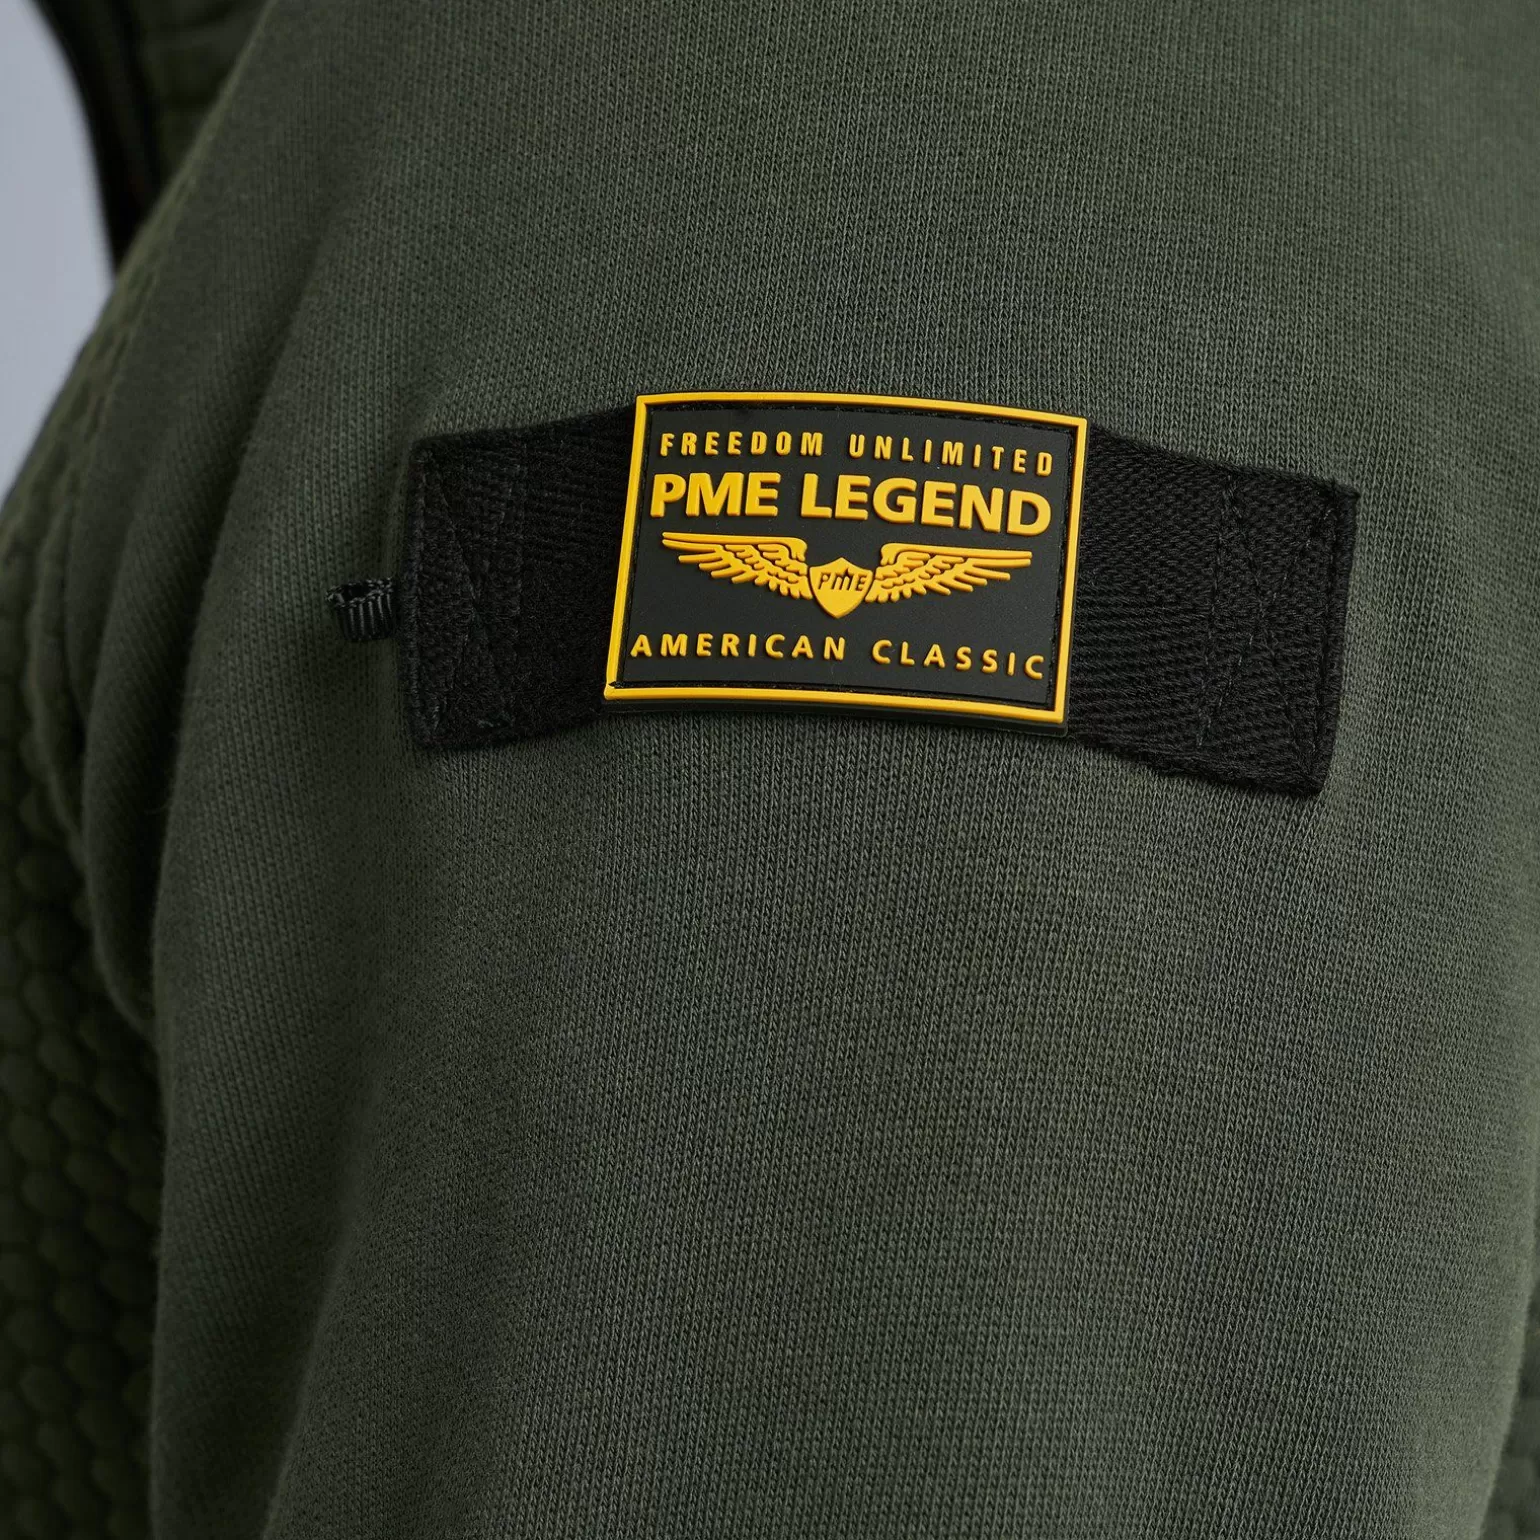 FREEDOM UNLIMITED
PME LEGEND
PME
AMERICAN CLASSIC